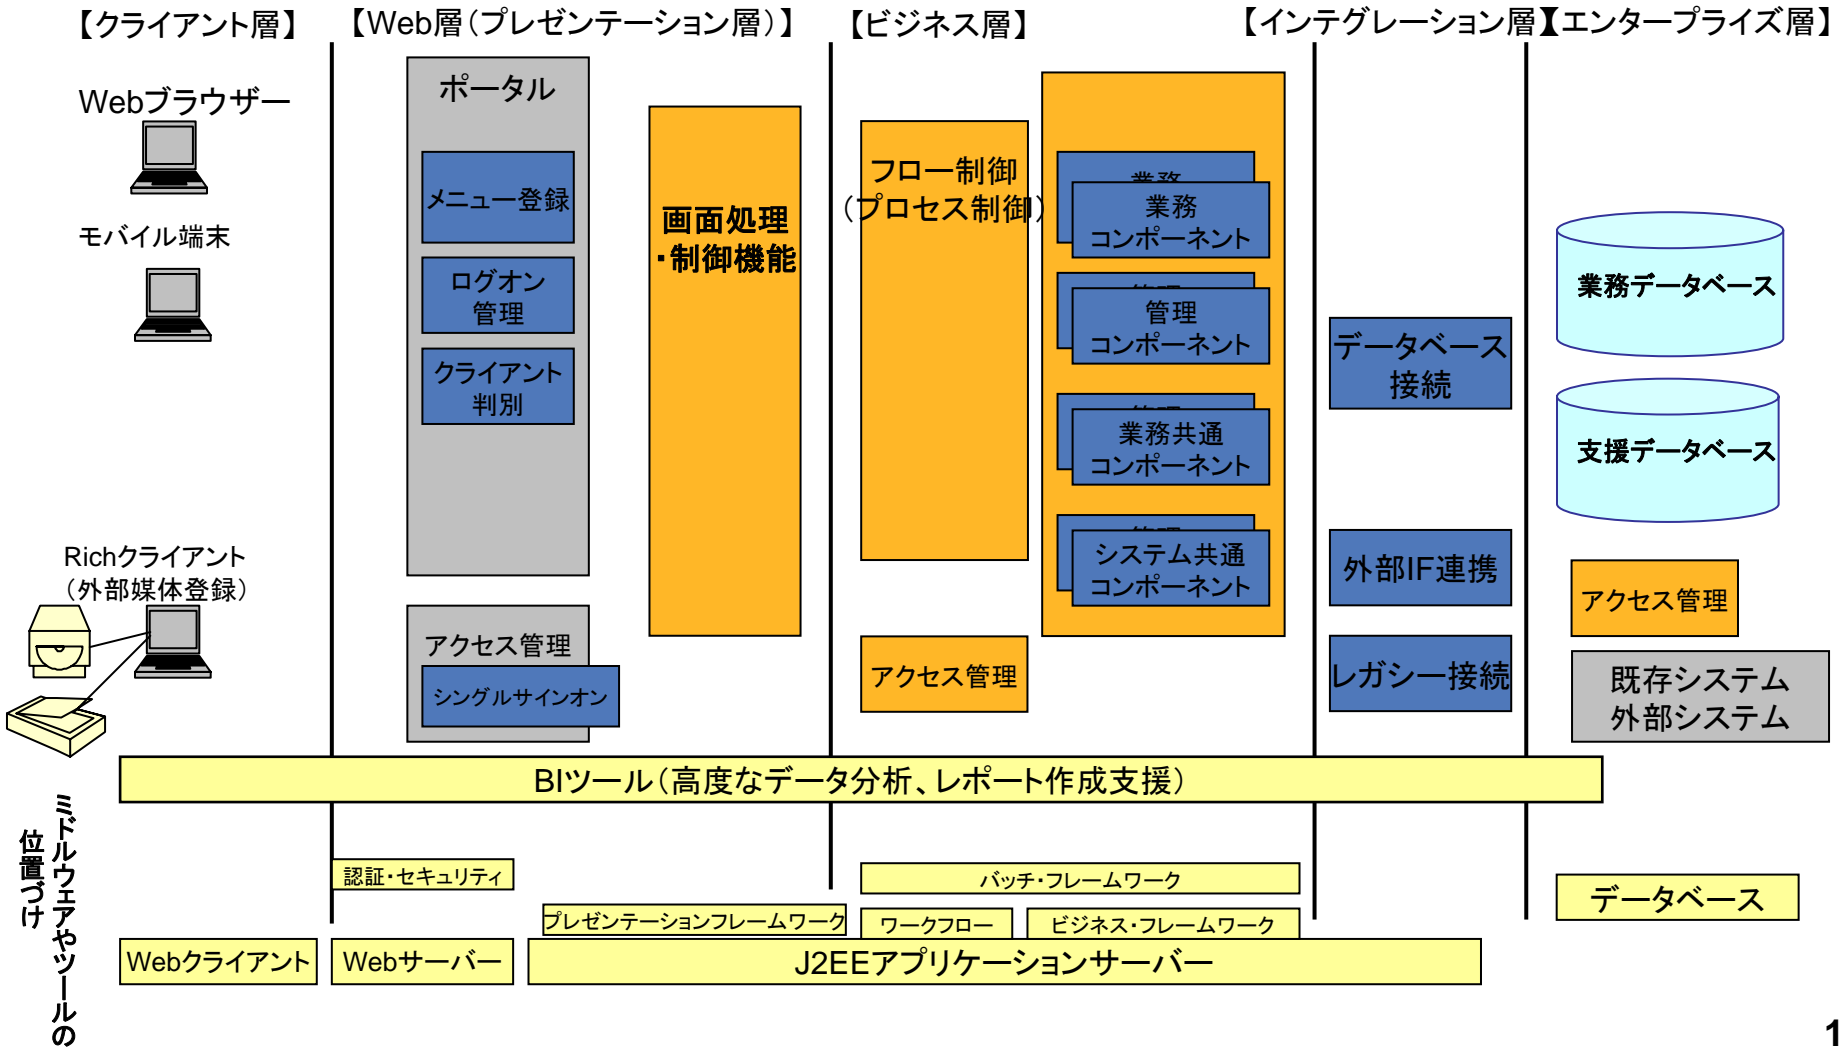 【クライアント層】
【Web層（プレゼンテーション層）】
【ビジネス層】
【インテグレーション層】
【エンタープライズ層】
Webブラウザー
モバイル端末
Richクライアント
（外部媒体登録）
ポータル
メニュー登録
ログオン
管理
クライアント
判別
アクセス管理
シングルサインオン
画面処理
・制御機能
フロー制御
（プロセス制御）
アクセス管理
業務
業務
コンポーネント
管理
管理
コンポーネント
管理
業務共通
コンポーネント
管理
システム共通
コンポーネント
データベース
接続
外部IF連携
レガシー接続
業務データベース
支援データベース
アクセス管理
既存システム
外部システム
BIツール（高度なデータ分析、レポート作成支援）
ミドルウェアやツールの
位置づけ
認証・セキュリティ
バッチ・フレームワーク
データベース
プレゼンテーションフレームワーク
ワークフロー
ビジネス・フレームワーク
Webクライアント
Webサーバー
J2EEアプリケーションサーバー
1